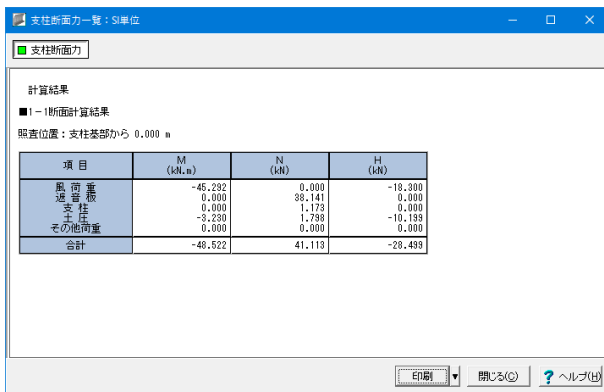 支柱断面力一覧：SI単位
支柱断面力
計算結果
■1－1断面計算結果
照査位置：支柱基部から 0.000 m
項 目 M (kN.m) N (kN) H (kN)
風 荷 重 -45.292 0.000 -18.300
遮 音 板 0.000 38.141 0.000
支 柱 0.000 1.173 0.000
土 圧 -3.230 1.798 -10.199
その他荷重 0.000 0.000 0.000
合計 -48.522 41.113 -28.499
印刷 閉じる(C) ? ヘルプ(H)